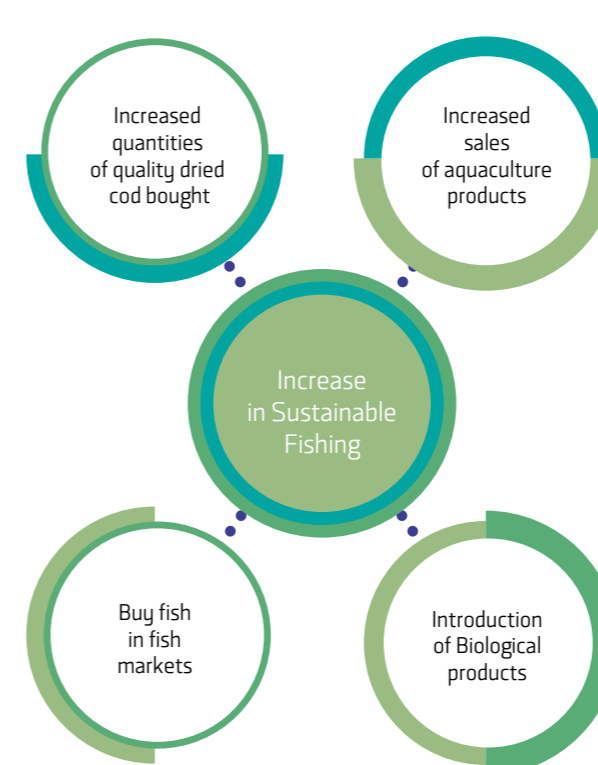 Increased
quantities
of quality dried
cod bought
Increased
sales
of aquaculture
products
Increase
in Sustainable
Fishing
Buy fish
in fish
markets
Introduction
of Biological
products